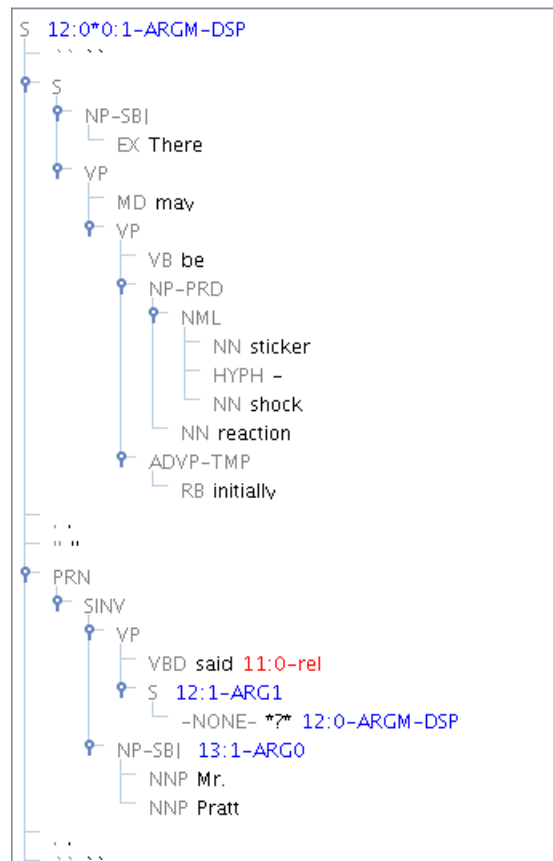 S 12:0*0:1-ARGM-DSP
`` ``
S
NP-SBJ
EX There
VP
MD may
VP
VB be
NP-PRD
NML
NN sticker
HYPH -
NN shock
NN reaction
ADVP-TMP
RB initially
, ,
'' ''
PRN
SINV
VP
VBD said 11:0-rel
S 12:1-ARG1
-NONE- *?* 12:0-ARGM-DSP
NP-SBJ 13:1-ARG0
NNP Mr.
NNP Pratt
, ,
`` ``